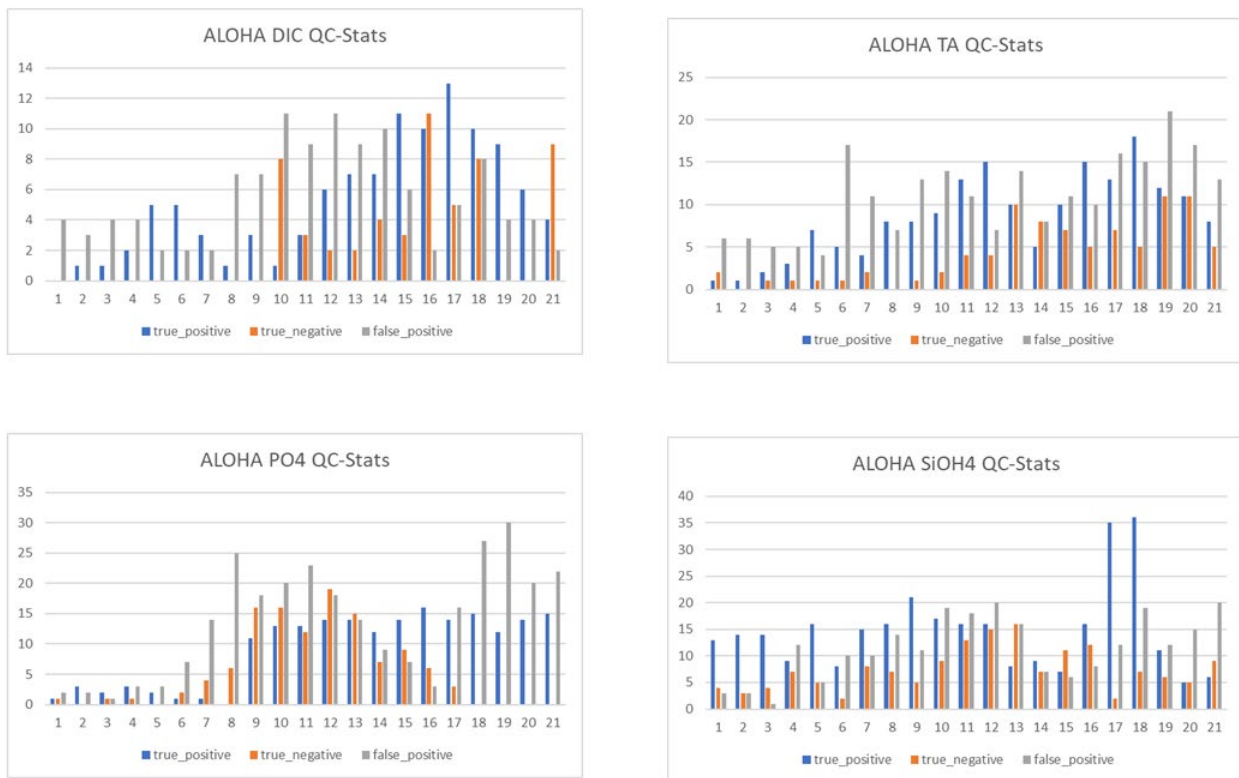 ALOHA DIC QC-Stats
14
12
10
8
6
4
2
0
1 2 3 4 5 6 7 8 9 10 11 12 13 14 15 16 17 18 19 20 21
true_positive true_negative false_positive
ALOHA TA QC-Stats
25
20
15
10
5
0
1 2 3 4 5 6 7 8 9 10 11 12 13 14 15 16 17 18 19 20 21
true_positive true_negative false_positive
ALOHA PO4 QC-Stats
35
30
25
20
15
10
5
0
1 2 3 4 5 6 7 8 9 10 11 12 13 14 15 16 17 18 19 20 21
true_positive true_negative false_positive
ALOHA SiOH4 QC-Stats
40
35
30
25
20
15
10
5
0
1 2 3 4 5 6 7 8 9 10 11 12 13 14 15 16 17 18 19 20 21
true_positive true_negative false_positive